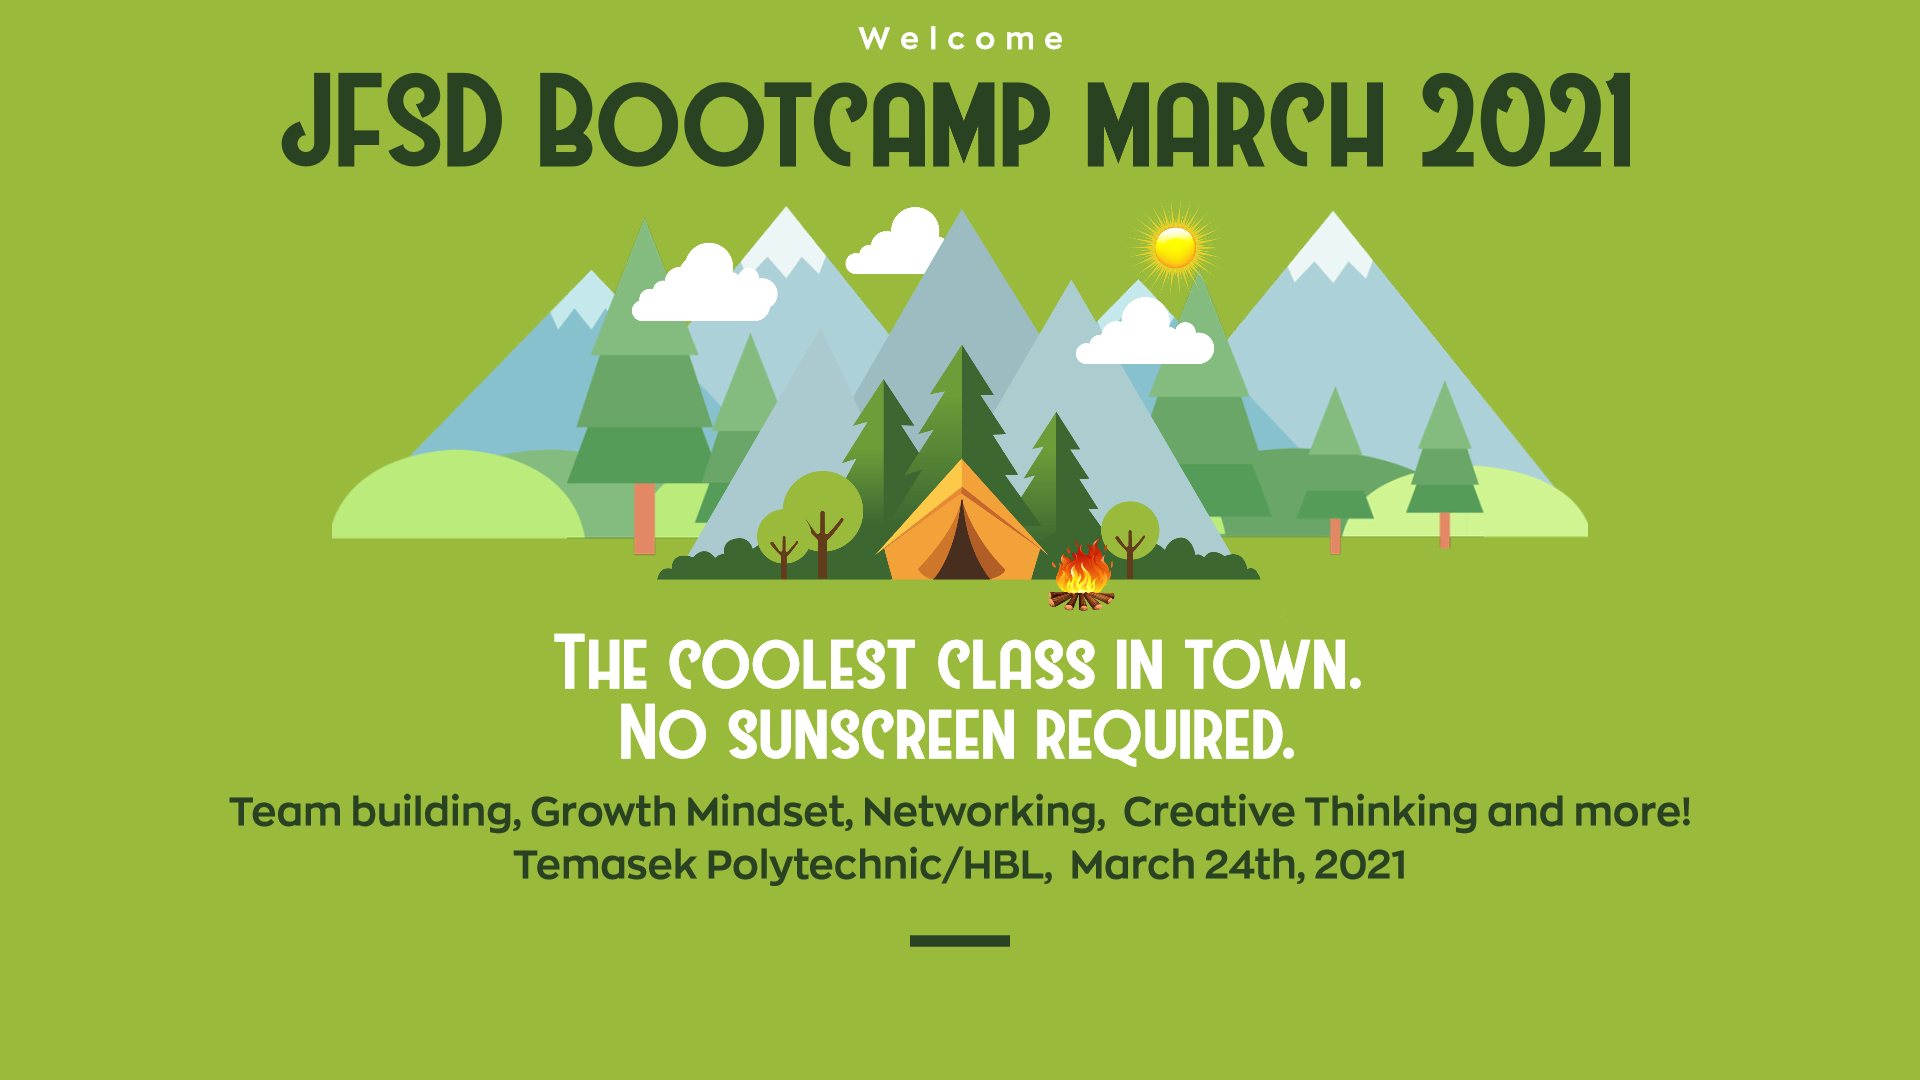 Welcome
JFSD Bootcamp march 2021
The coolest class in town.
No sunscreen required.
Team building, Growth Mindset, Networking,  Creative Thinking and more!
Temasek Polytechnic/HBL,  March 24th, 2021